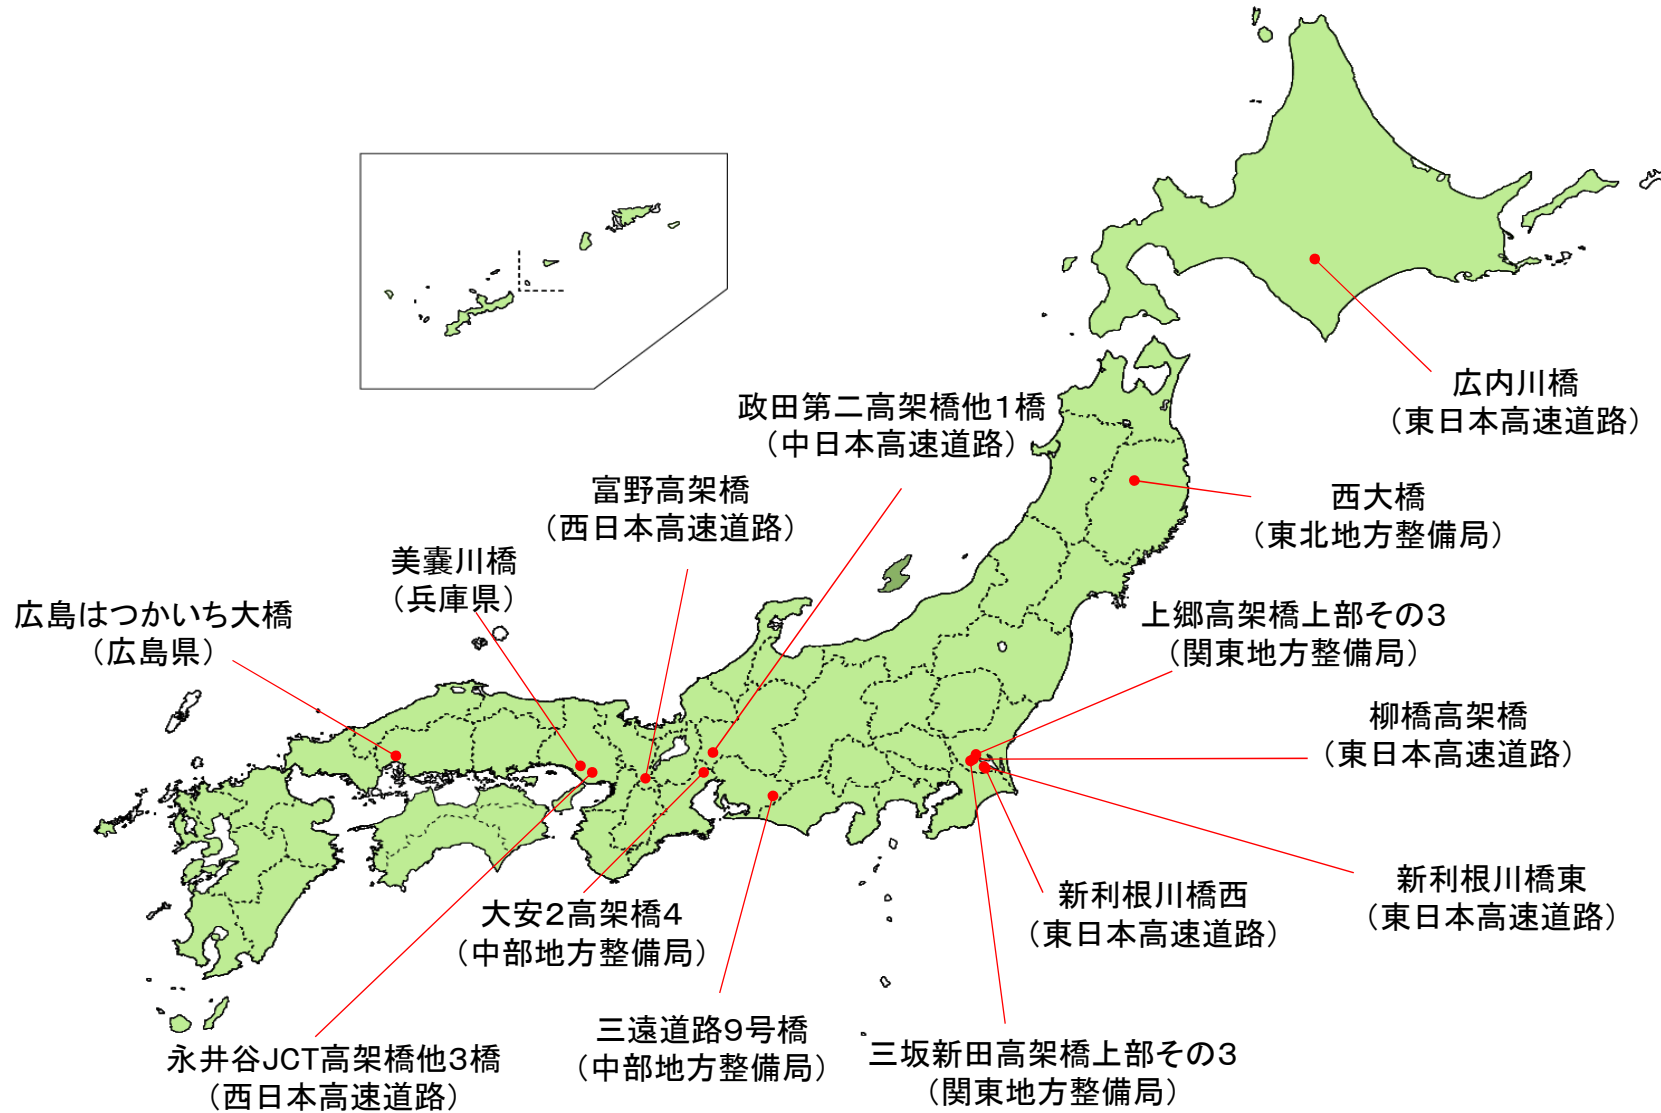 広内川橋
（東日本高速道路）
政田第二高架橋他1橋
（中日本高速道路）
富野高架橋
（西日本高速道路）
西大橋
（東北地方整備局）
美嚢川橋
（兵庫県）
広島はつかいち大橋
（広島県）
上郷高架橋上部その3
（関東地方整備局）
柳橋高架橋
（東日本高速道路）
新利根川橋東
（東日本高速道路）
新利根川橋西
（東日本高速道路）
大安2高架橋4
（中部地方整備局）
三遠道路9号橋
（中部地方整備局）
三坂新田高架橋上部その3
（関東地方整備局）
永井谷JCT高架橋他3橋
（西日本高速道路）